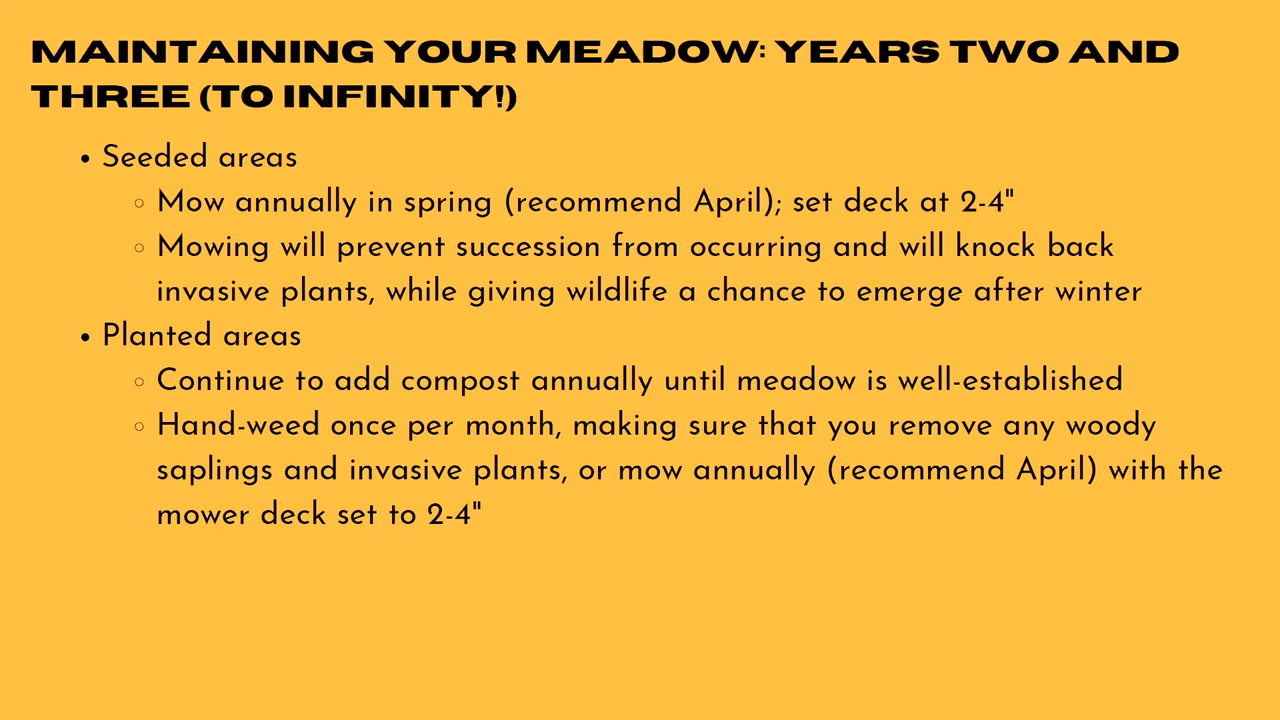 MAINTAINING YOUR MEADOW: YEARS TWO AND
THREE (TO INFINITY!)
• Seeded areas
◦ Mow annually in spring (recommend April); set deck at 2-4"
◦ Mowing will prevent succession from occurring and will knock back
invasive plants, while giving wildlife a chance to emerge after winter
• Planted areas
◦ Continue to add compost annually until meadow is well-established
◦ Hand-weed once per month, making sure that you remove any woody
saplings and invasive plants, or mow annually (recommend April) with the
mower deck set to 2-4"